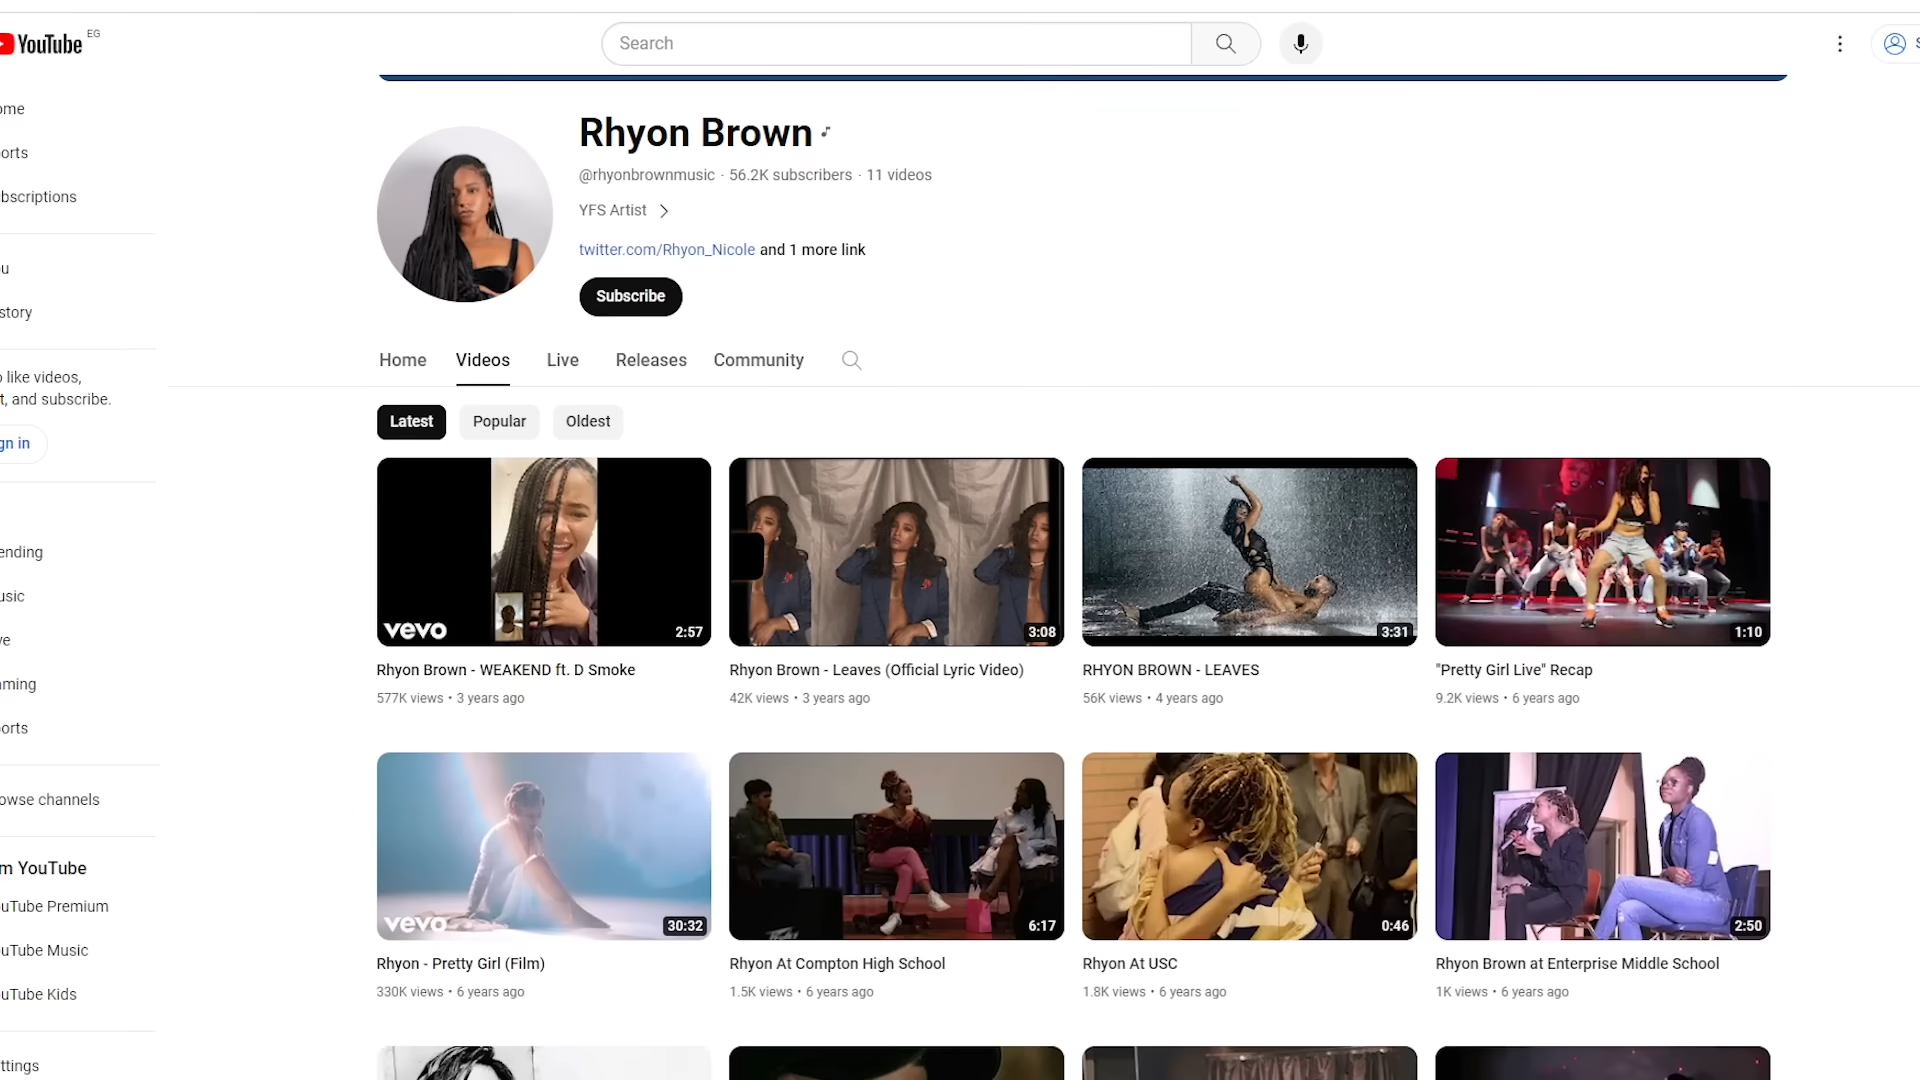 YouTube EG
Search
S
ome
orts
bscriptions
u
story
o like videos,
t, and subscribe.
gn in
ending
usic
ve
ming
orts
owse channels
m YouTube
uTube Premium
uTube Music
uTube Kids
ttings
Rhyon Brown
@rhyonbrownmusic · 56.2K subscribers · 11 videos
YFS Artist
twitter.com/Rhyon_Nicole and 1 more link
Subscribe
Home Videos Live Releases Community
Latest Popular Oldest
vevo 2:57
3:08
3:31
1:10
Rhyon Brown - WEAKEND ft. D Smoke
577K views • 3 years ago
Rhyon Brown - Leaves (Official Lyric Video)
42K views • 3 years ago
RHYON BROWN - LEAVES
56K views • 4 years ago
"Pretty Girl Live" Recap
9.2K views • 6 years ago
vevo 30:32
6:17
0:46
2:50
Rhyon - Pretty Girl (Film)
330K views • 6 years ago
Rhyon At Compton High School
1.5K views • 6 years ago
Rhyon At USC
1.8K views • 6 years ago
Rhyon Brown at Enterprise Middle School
1K views • 6 years ago